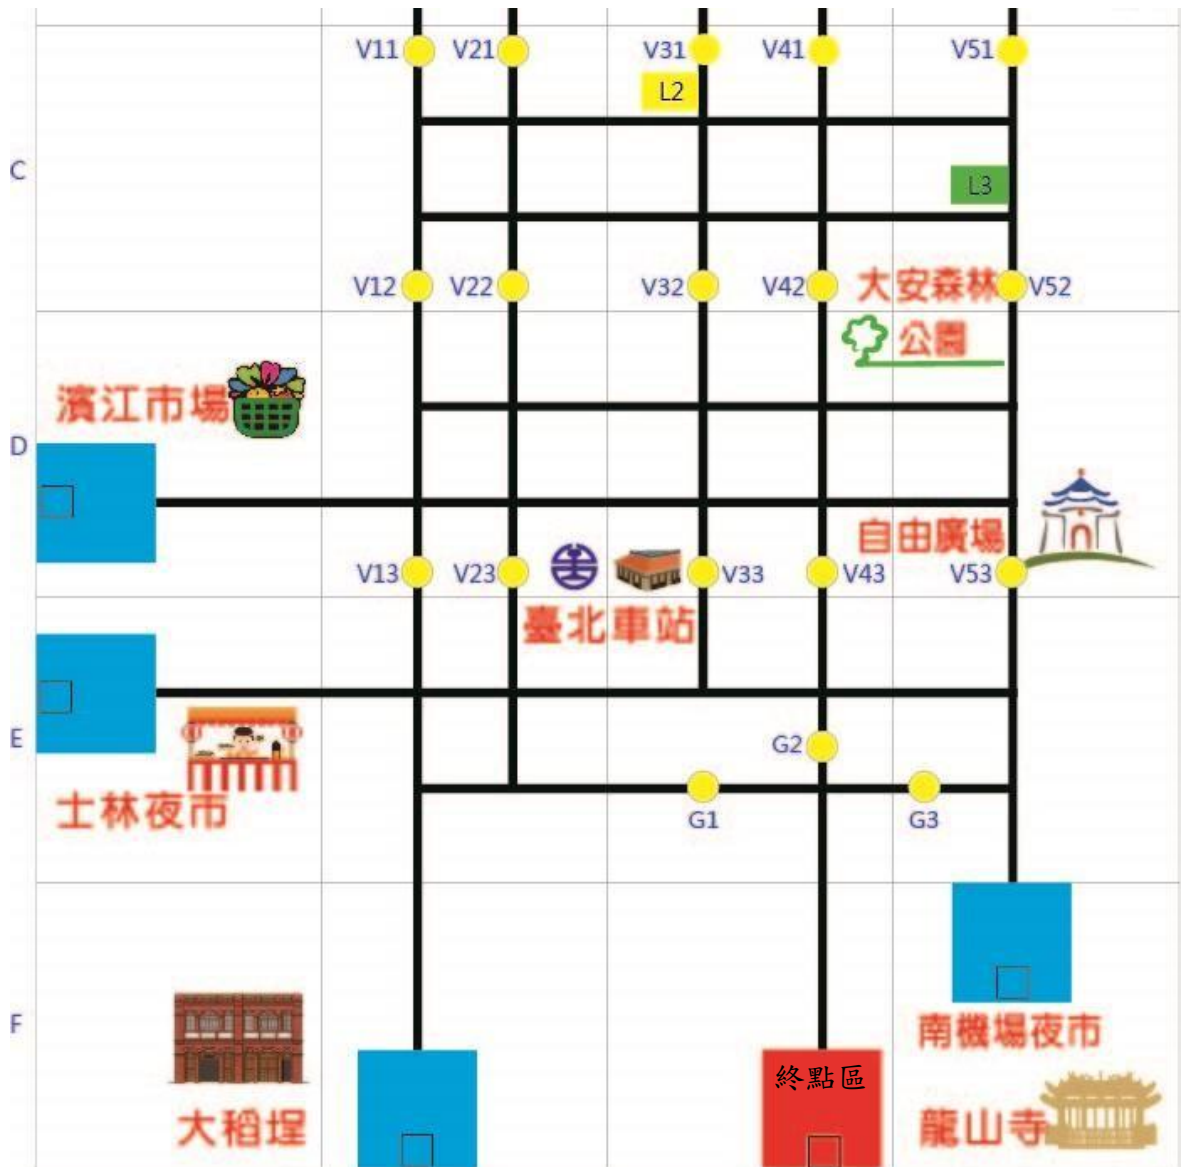 V11
V21
V31
V41
V51
L2
C
L3
V12
V22
V32
V42
大安森林
V52
公園
濱江市場
D
自由廣場
V13
V23
V33
V43
V53
臺北車站
E
G2
士林夜市
G1
G3
F
南機場夜市
終點區
大稻埕
龍山寺